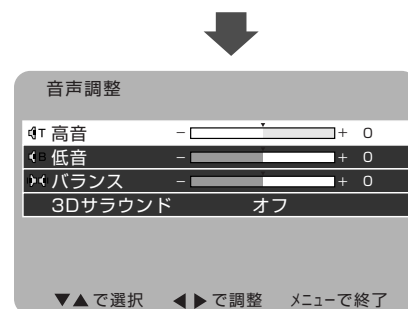 音声調整
T 高音 - + 0
B 低音 - + 0
バランス - + 0
3Dサラウンド オフ
▼▲で選択 ◀▶で調整 メニューで終了